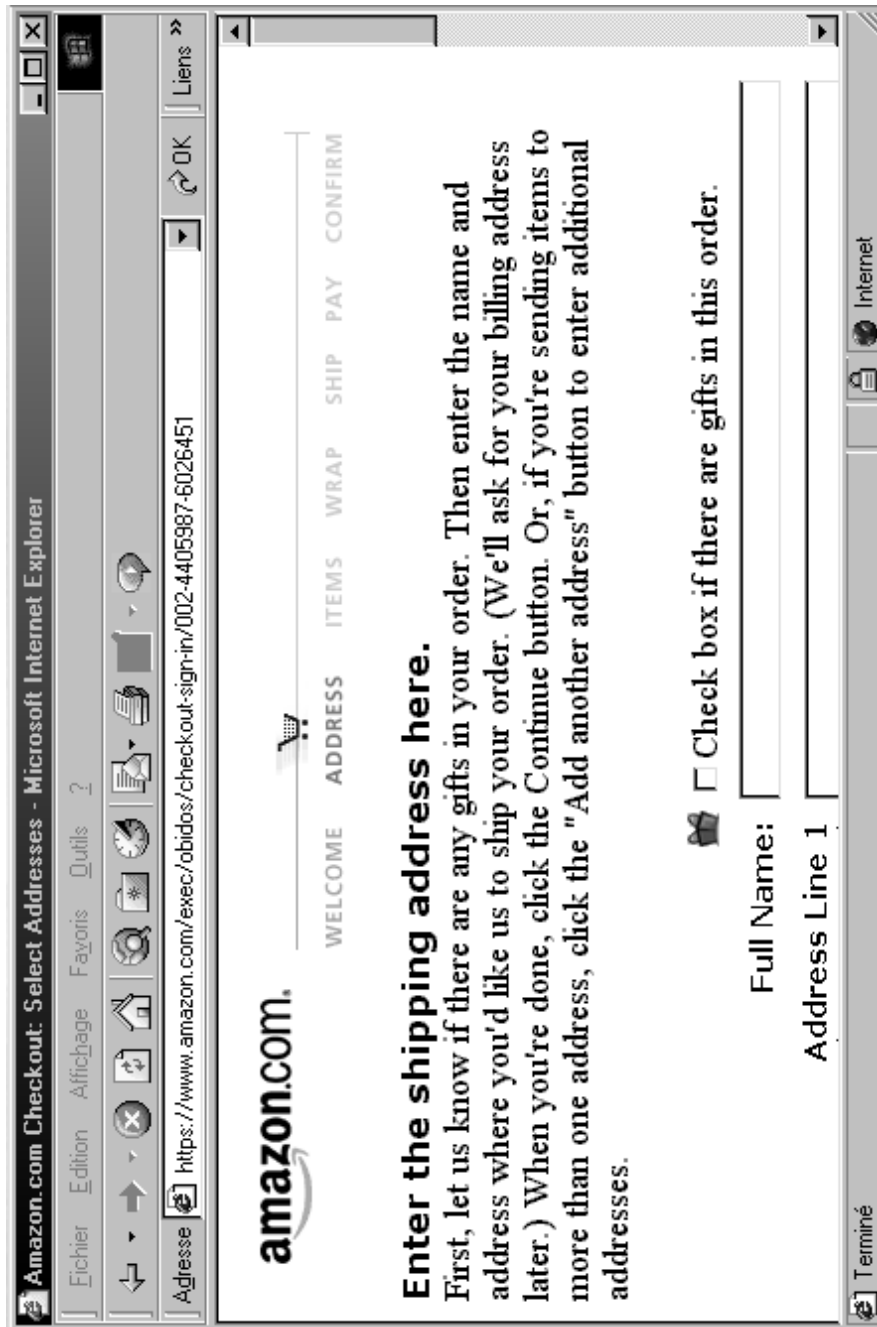 Amazon.com Checkout: Select Addresses - Microsoft Internet Explorer
Fichier Edition Affichage Favoris Outils ?
Adresse https://www.amazon.com/exec/obidos/checkout-sign-in/002-4405987-6026451 OK Liens »
amazon.com.
WELCOME ADDRESS ITEMS WRAP SHIP PAY CONFIRM
Enter the shipping address here.
First, let us know if there are any gifts in your order. Then enter the name and
address where you'd like us to ship your order. (We'll ask for your billing address
later.) When you're done, click the Continue button. Or, if you're sending items to
more than one address, click the "Add another address" button to enter additional
addresses.
Check box if there are gifts in this order.
Full Name:
Address Line 1
Terminé Internet